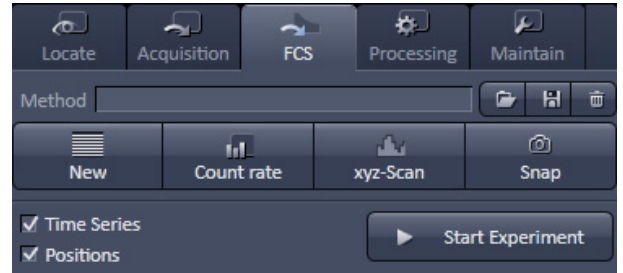 Locate Acquisition FCS Processing Maintain
Method
New Count rate xyz-Scan Snap
Time Series
Start Experiment
Positions